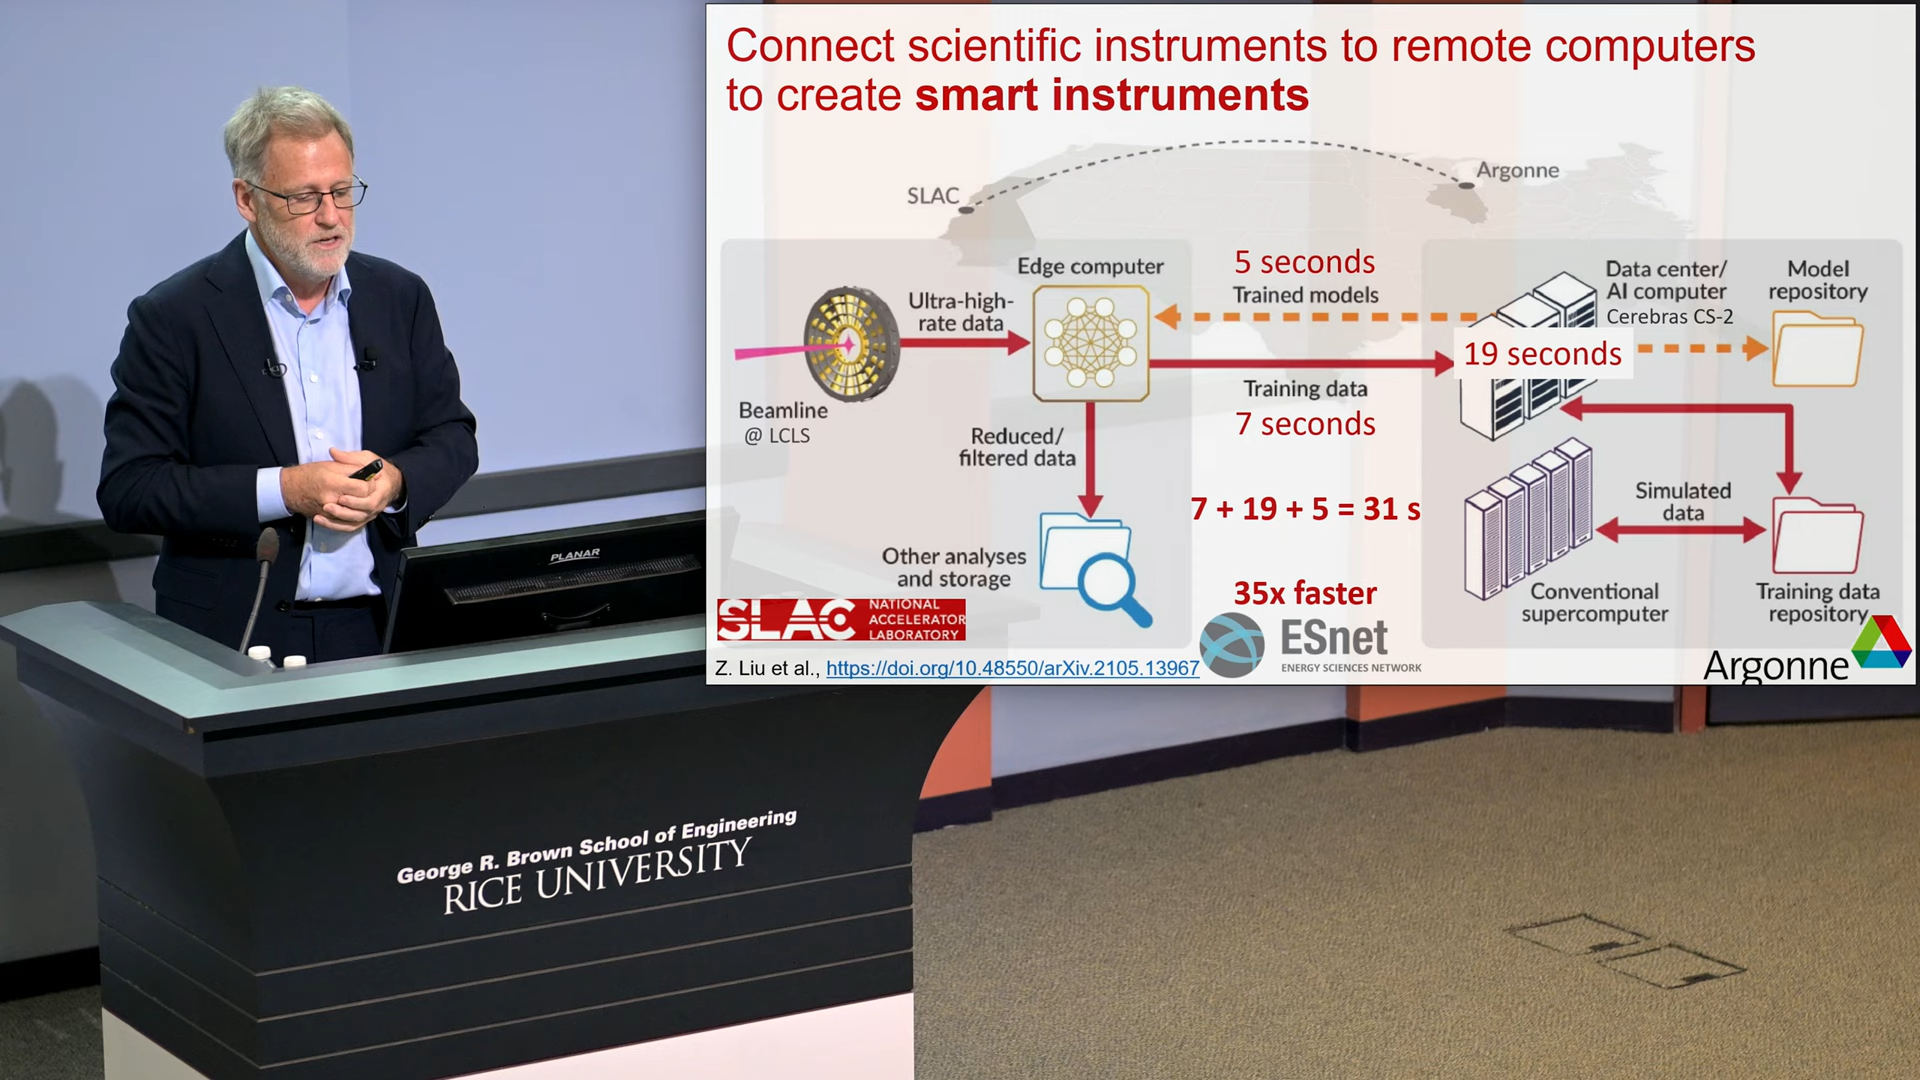 Connect scientific instruments to remote computers
to create smart instruments
SLAC
Argonne
Edge computer
5 seconds
Trained models
Data center/
AI computer
Cerebras CS-2
Model
repository
Ultra-high-
rate data
19 seconds
Training data
7 seconds
Beamline
@ LCLS
Reduced/
filtered data
7 + 19 + 5 = 31 s
Simulated
data
Other analyses
and storage
35x faster
Conventional
supercomputer
Training data
repository
SLAC NATIONAL
ACCELERATOR
LABORATORY
ESnet
ENERGY SCIENCES NETWORK
Argonne
Z. Liu et al., https://doi.org/10.48550/arXiv.2105.13967
PLANAR
George R. Brown School of Engineering
RICE UNIVERSITY